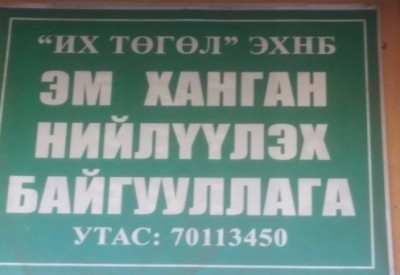 “ИХ ТӨГӨЛ” ЭХНБ
ЭМ ХАНГАН
НИЙЛҮҮЛЭХ
БАЙГУУЛЛАГА
УТАС: 70113450